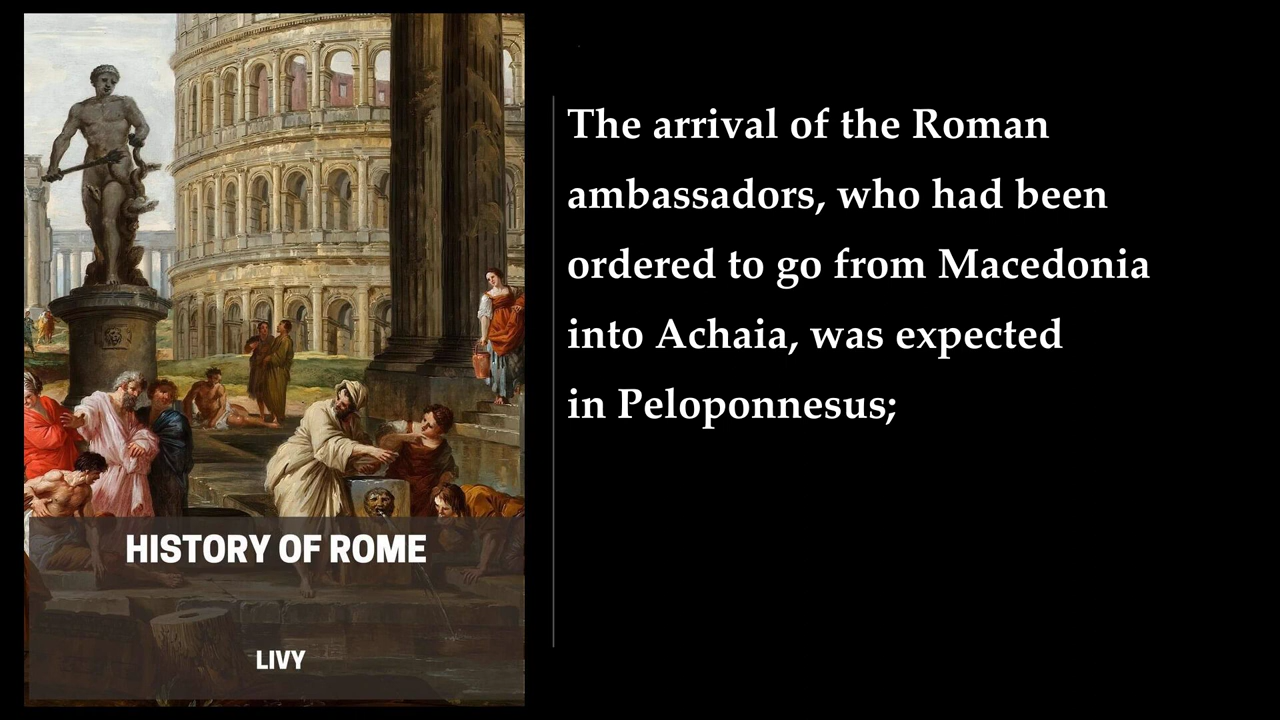 HISTORY OF ROME
LIVY
The arrival of the Roman
ambassadors, who had been
ordered to go from Macedonia
into Achaia, was expected
in Peloponnesus;